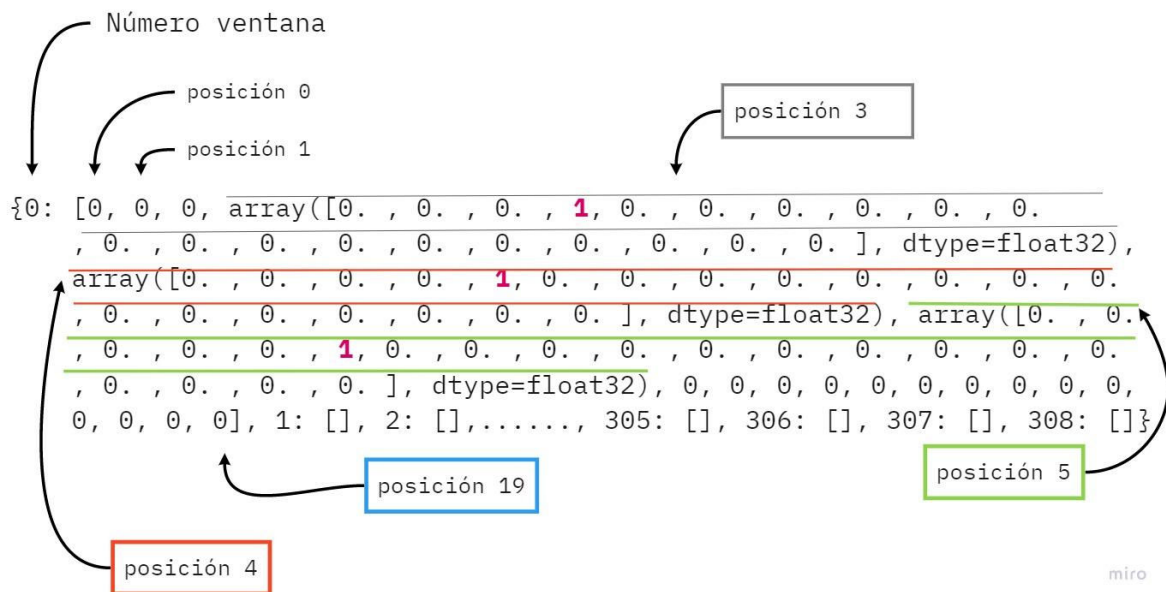 Número ventana
posición 0
posición 3
posición 1
{0: [0, 0, 0, array([0. , 0. , 0. , 1, 0. , 0. , 0. , 0. , 0. , 0.
, 0. , 0. , 0. , 0. , 0. , 0. , 0. , 0. , 0. , 0. ], dtype=float32),
array([0. , 0. , 0. , 0. , 1, 0. , 0. , 0. , 0. , 0. , 0. , 0. , 0.
, 0. , 0. , 0. , 0. , 0. , 0. , 0. ], dtype=float32), array([0. , 0.
, 0. , 0. , 0. , 1, 0. , 0. , 0. , 0. , 0. , 0. , 0. , 0. , 0. , 0.
, 0. , 0. , 0. , 0. ], dtype=float32), 0, 0, 0, 0, 0, 0, 0, 0, 0, 0, 0,
0, 0, 0, 0], 1: [], 2: []......, 305: [], 306: [], 307: [], 308: []}
posición 5
posición 19
posición 4
miro